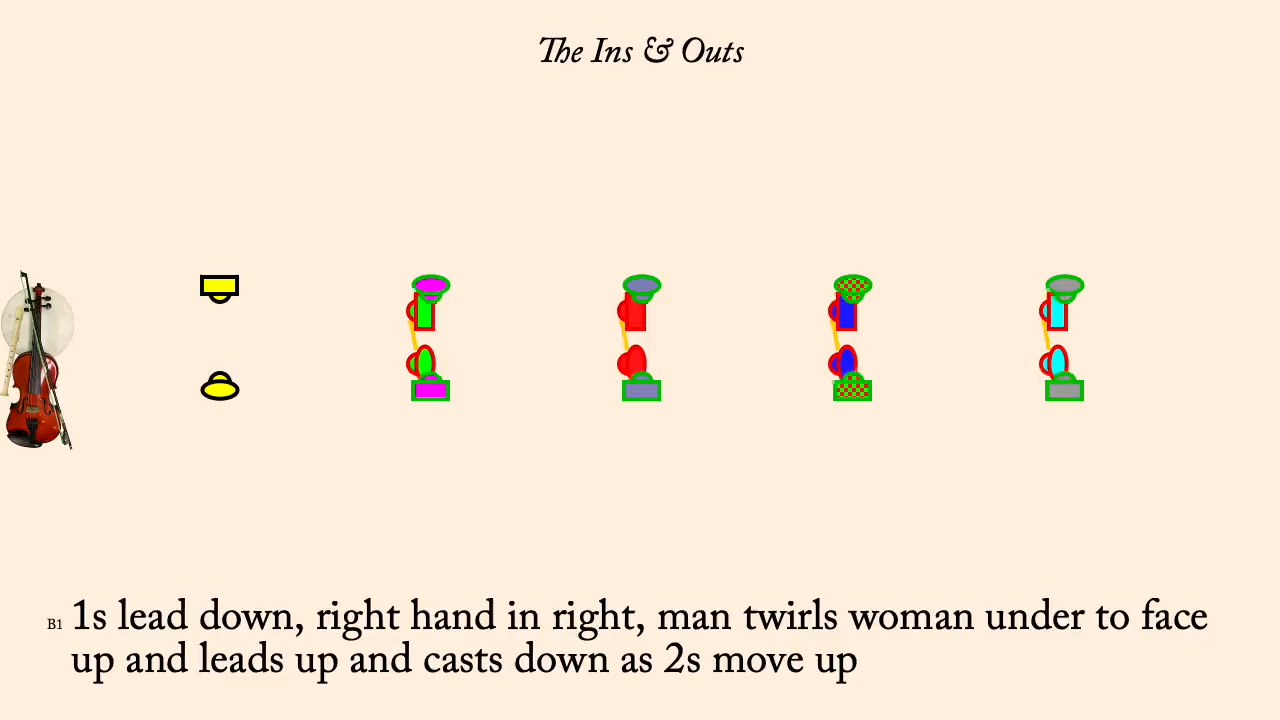 The Ins & Outs
B1 1s lead down, right hand in right, man twirls woman under to face
up and leads up and casts down as 2s move up